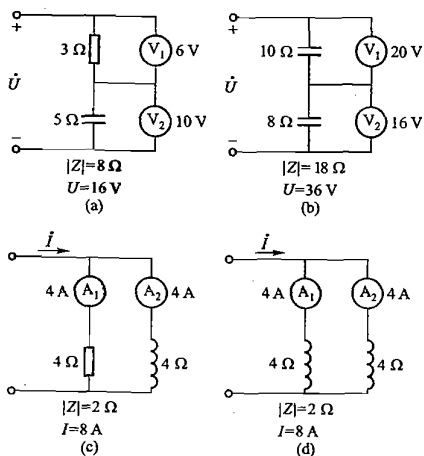 + +
3 Ω V₁ 6 V 10 Ω V₁ 20 V
U̇ U̇
5 Ω V₂ 10 V 8 Ω V₂ 16 V
− −
|Z|=8 Ω |Z|=18 Ω
U=16 V U=36 V
(a) (b)
İ İ
4 A A₁ A₂ 4 A 4 A A₁ A₂ 4 A
4 Ω 4 Ω 4 Ω 4 Ω
|Z|=2 Ω |Z|=2 Ω
I=8 A I=8 A
(c) (d)